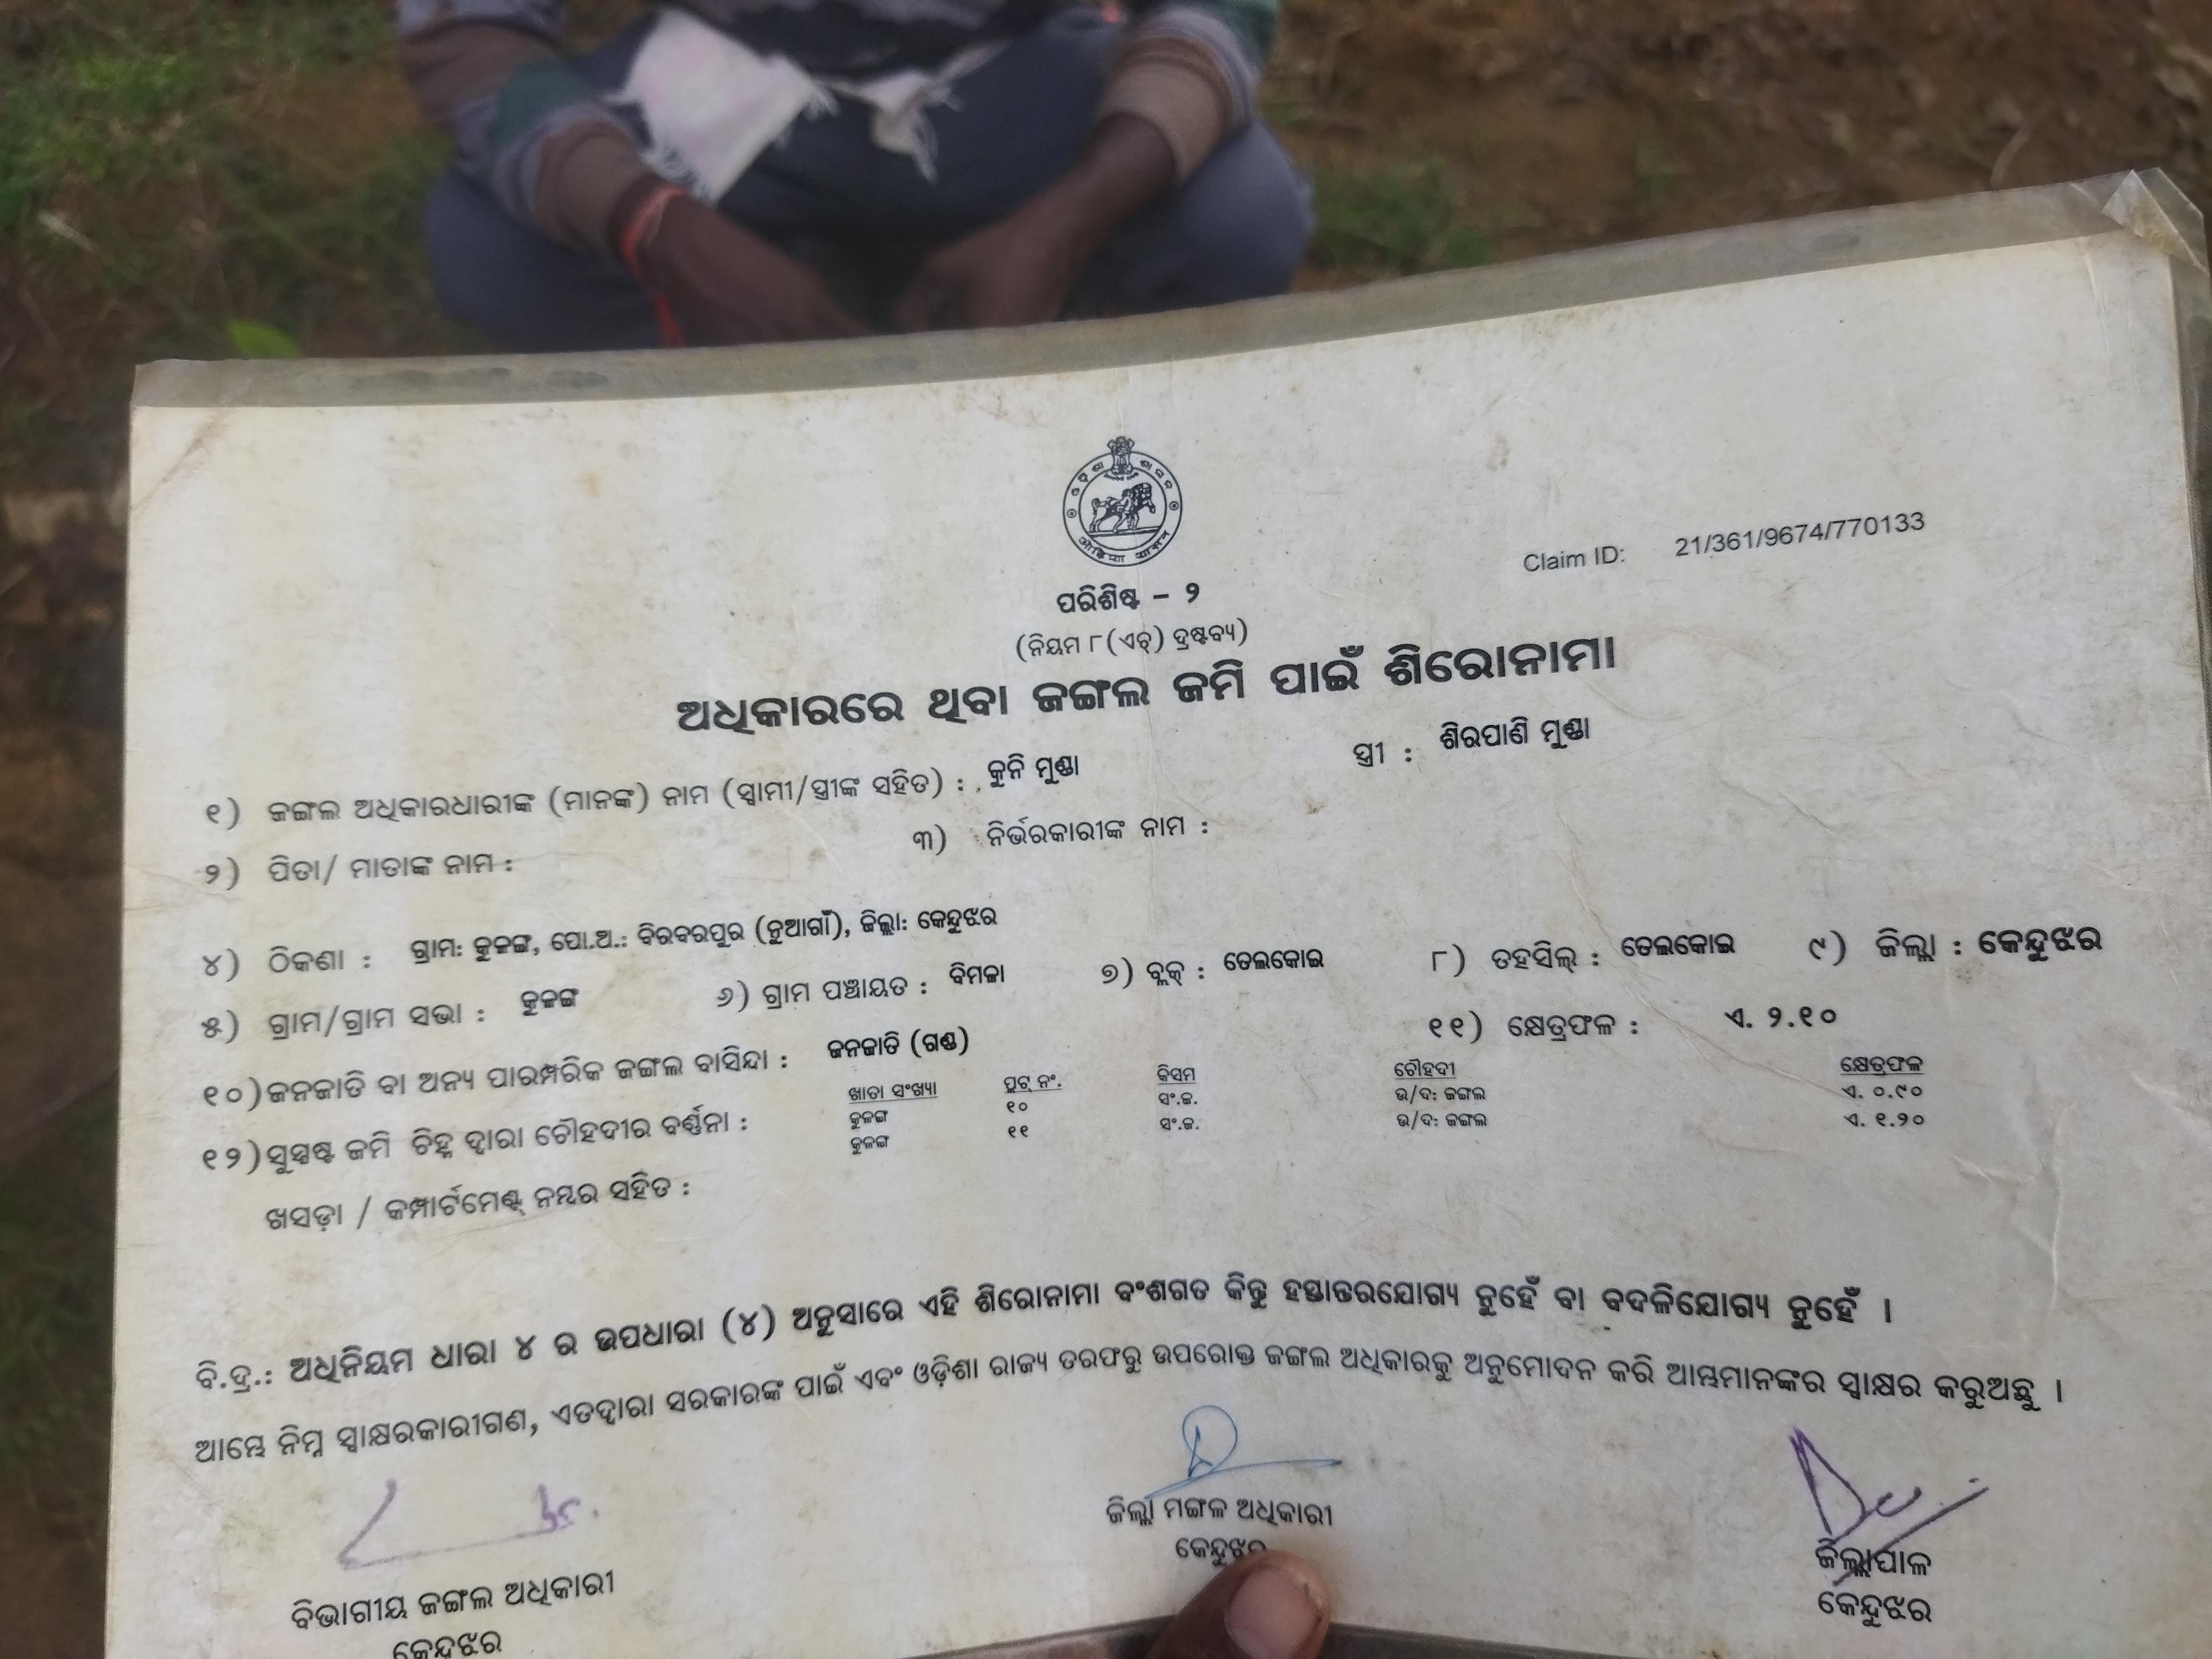 Claim ID: 21/361/9674/770133
ପରିଶିଷ୍ଟ – ୨
(ନିୟମ ୮(ଏଚ୍) ଦ୍ରଷ୍ଟବ୍ୟ)
ଅଧିକାରରେ ଥିବା ଜଙ୍ଗଲ ଜମି ପାଇଁ ଶିରୋନାମା
୧) ଜଙ୍ଗଲ ଅଧିକାରଧାରୀଙ୍କ (ମାନଙ୍କ) ନାମ (ସ୍ୱାମୀ/ସ୍ତ୍ରୀଙ୍କ ସହିତ) : କୁନି ମୁଣ୍ଡା ସ୍ତ୍ରୀ : ଶିରପାଣି ମୁଣ୍ଡା
୨) ପିତା/ ମାତାଙ୍କ ନାମ : ୩) ନିର୍ଭରକାରୀଙ୍କ ନାମ :
୪) ଠିକଣା : ଗ୍ରାମ: କୁଳଙ୍ଗ, ପୋ.ଅ.: ବିରବରପୁର (ନୂଆଗାଁ), ଜିଲ୍ଲା: କେନ୍ଦୁଝର
୫) ଗ୍ରାମ/ଗ୍ରାମ ସଭା : କୁଳଙ୍ଗ ୬) ଗ୍ରାମ ପଞ୍ଚାୟତ : ବିମଳା ୭) ବ୍ଲକ୍ : ତେଲକୋଇ ୮) ତହସିଲ୍ : ତେଲକୋଇ ୯) ଜିଲ୍ଲା : କେନ୍ଦୁଝର
୧୦)ଜନଜାତି ବା ଅନ୍ୟ ପାରମ୍ପରିକ ଜଙ୍ଗଲ ବାସିନ୍ଦା : ଜନଜାତି (ଗଣ୍ଡ) ୧୧) କ୍ଷେତ୍ରଫଳ : ଏ. ୨.୧୦
୧୨)ସୁସ୍ପଷ୍ଟ ଜମି ଚିହ୍ନ ଦ୍ୱାରା ଚୌହଦୀର ବର୍ଣ୍ଣନା :
ଖସଡ଼ା / କମ୍ପାର୍ଟମେଣ୍ଟ୍ ନମ୍ବର ସହିତ :
ଖାତା ସଂଖ୍ୟା ପ୍ଲଟ୍ ନଂ. କିସମ ଚୌହଦୀ କ୍ଷେତ୍ରଫଳ
କୁଳଙ୍ଗ ୧୦ ସଂ.ଜ. ଉ/ଦ: ଜଙ୍ଗଲ ଏ. ୦.୯୦
କୁଳଙ୍ଗ ୧୧ ସଂ.ଜ. ଉ/ଦ: ଜଙ୍ଗଲ ଏ. ୧.୨୦
ବି.ଦ୍ର.: ଅଧିନିୟମ ଧାରା ୪ ର ଉପଧାରା (୪) ଅନୁସାରେ ଏହି ଶିରୋନାମା ବଂଶଗତ କିନ୍ତୁ ହସ୍ତାନ୍ତରଯୋଗ୍ୟ ନୁହେଁ ବା ବଦଳିଯୋଗ୍ୟ ନୁହେଁ ।
ଆମ୍ଭେ ନିମ୍ନ ସ୍ୱାକ୍ଷରକାରୀଗଣ, ଏତଦ୍ୱାରା ସରକାରଙ୍କ ପାଇଁ ଏବଂ ଓଡ଼ିଶା ରାଜ୍ୟ ତରଫରୁ ଉପରୋକ୍ତ ଜଙ୍ଗଲ ଅଧିକାରକୁ ଅନୁମୋଦନ କରି ଆମ୍ଭମାନଙ୍କର ସ୍ୱାକ୍ଷର କରୁଅଛୁ ।
ବିଭାଗୀୟ ଜଙ୍ଗଲ ଅଧିକାରୀ
କେନ୍ଦୁଝର
ଜିଲ୍ଲା ମଙ୍ଗଳ ଅଧିକାରୀ
କେନ୍ଦୁଝର
ଜିଲ୍ଲାପାଳ
କେନ୍ଦୁଝର